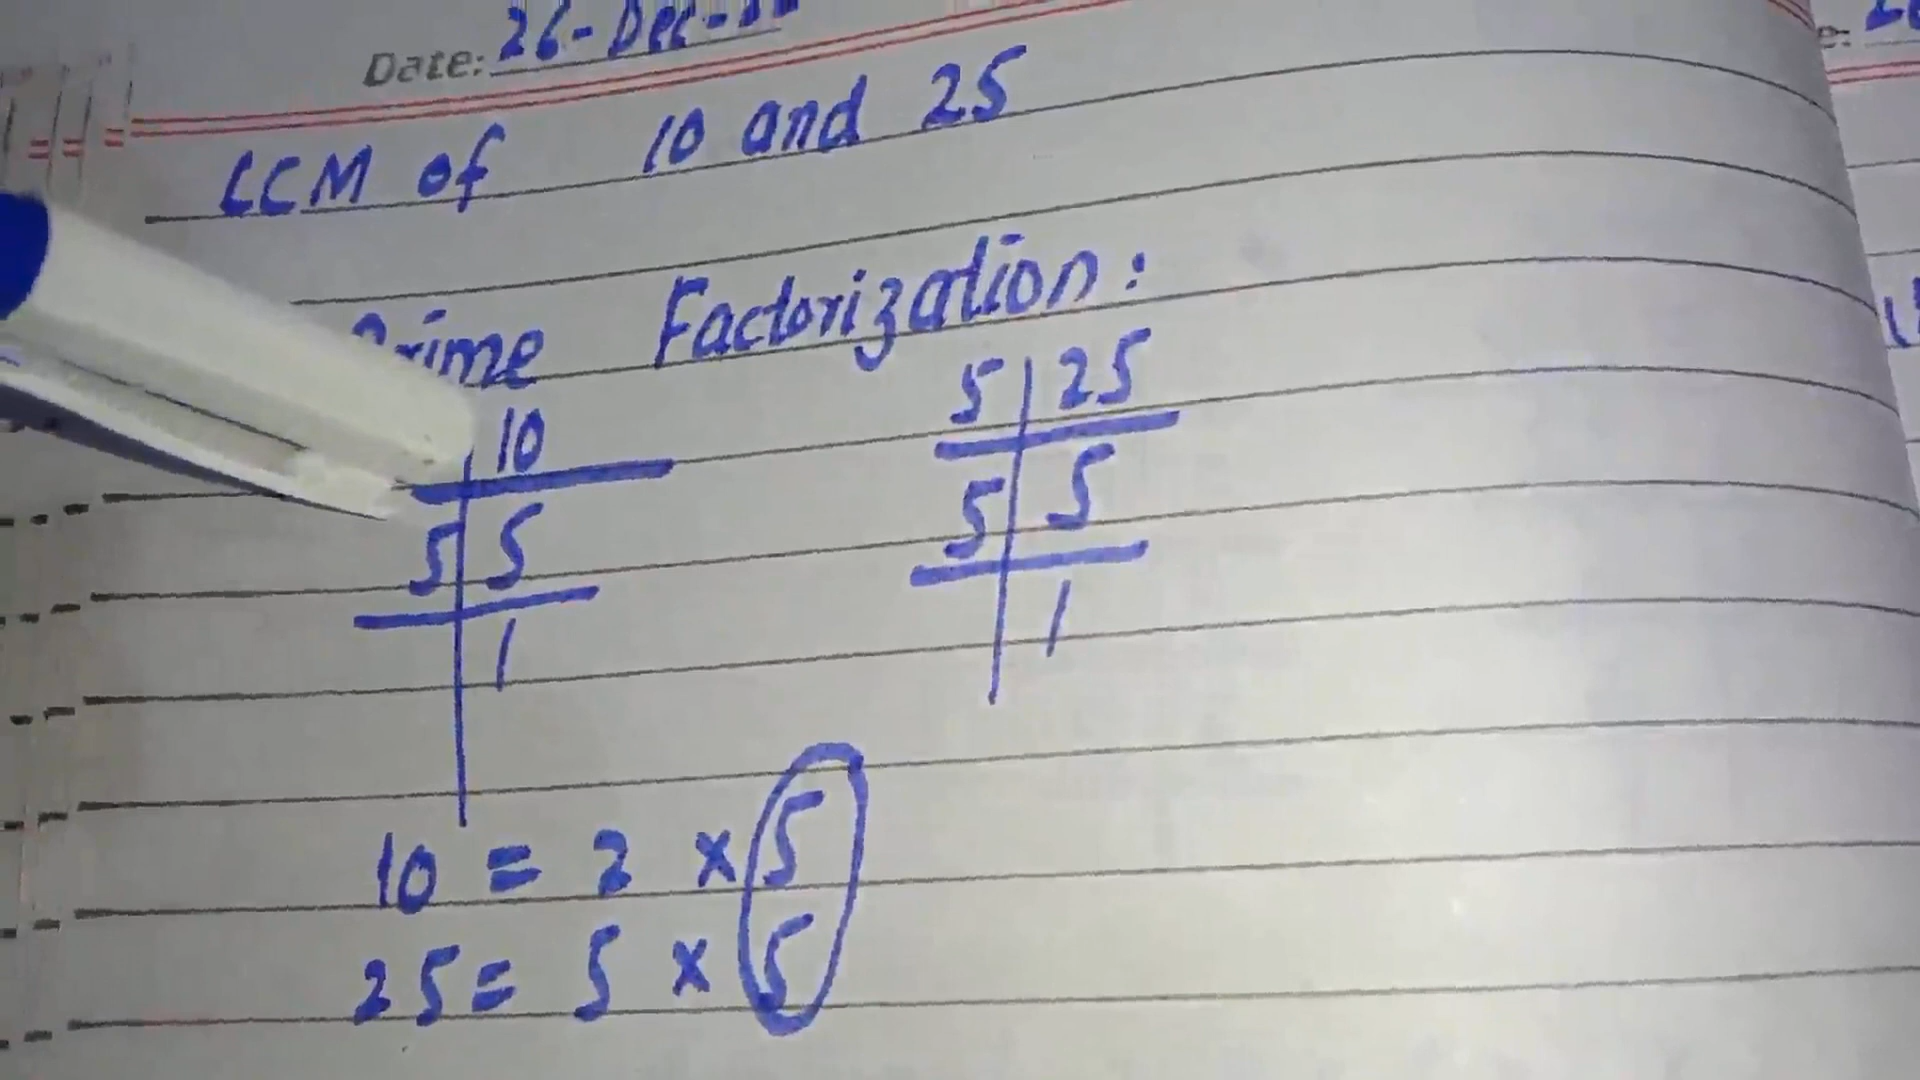 Date: 26-Dec-
LCM of 10 and 25
Prime Factorization:
10
5 5
1
5 25
5 5
1
10 = 2 × 5
25 = 5 × 5